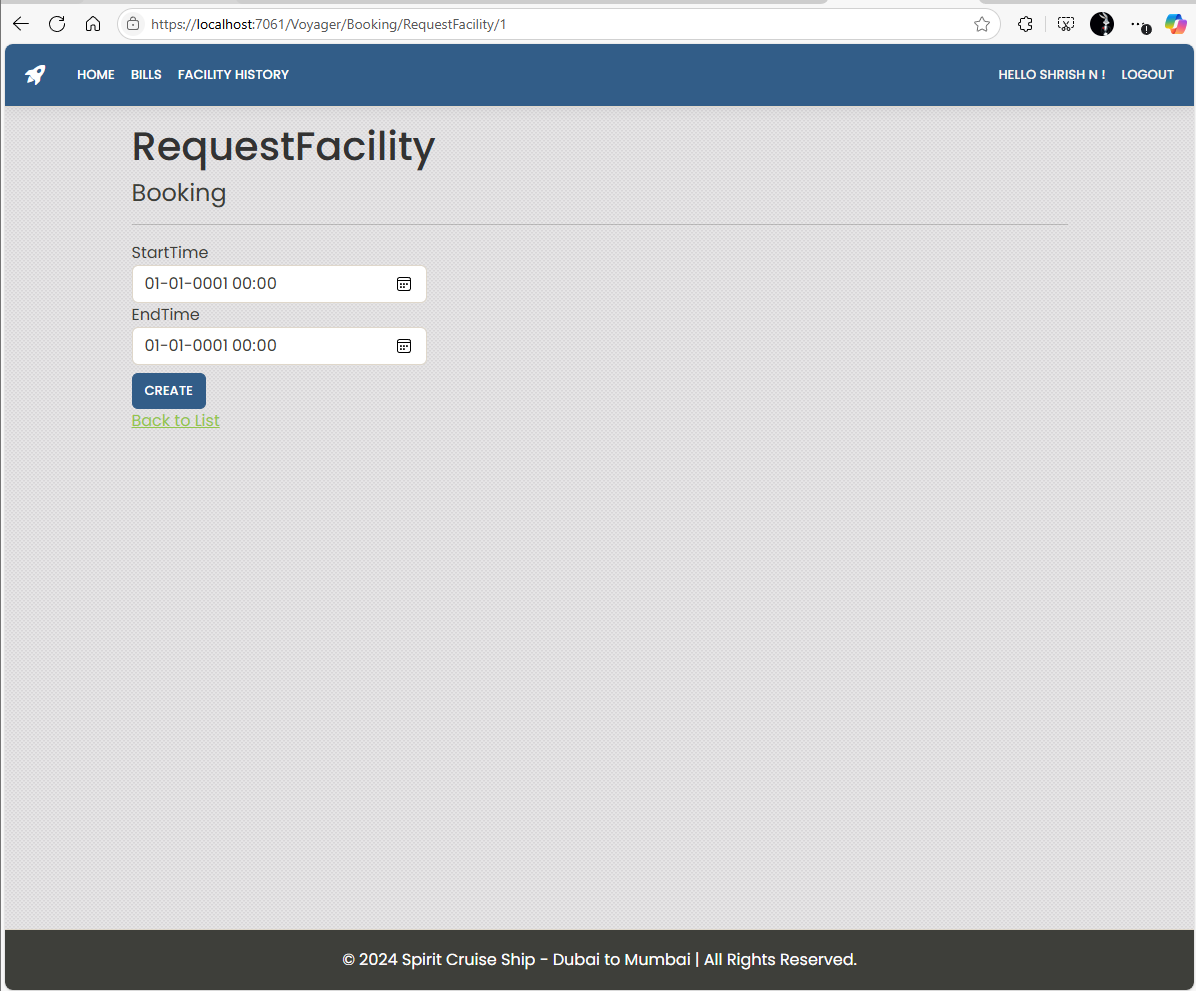 https://localhost:7061/Voyager/Booking/RequestFacility/1
HOME BILLS FACILITY HISTORY HELLO SHRISH N ! LOGOUT
RequestFacility
Booking
StartTime
01-01-0001 00:00
EndTime
01-01-0001 00:00
CREATE
Back to List
© 2024 Spirit Cruise Ship - Dubai to Mumbai | All Rights Reserved.